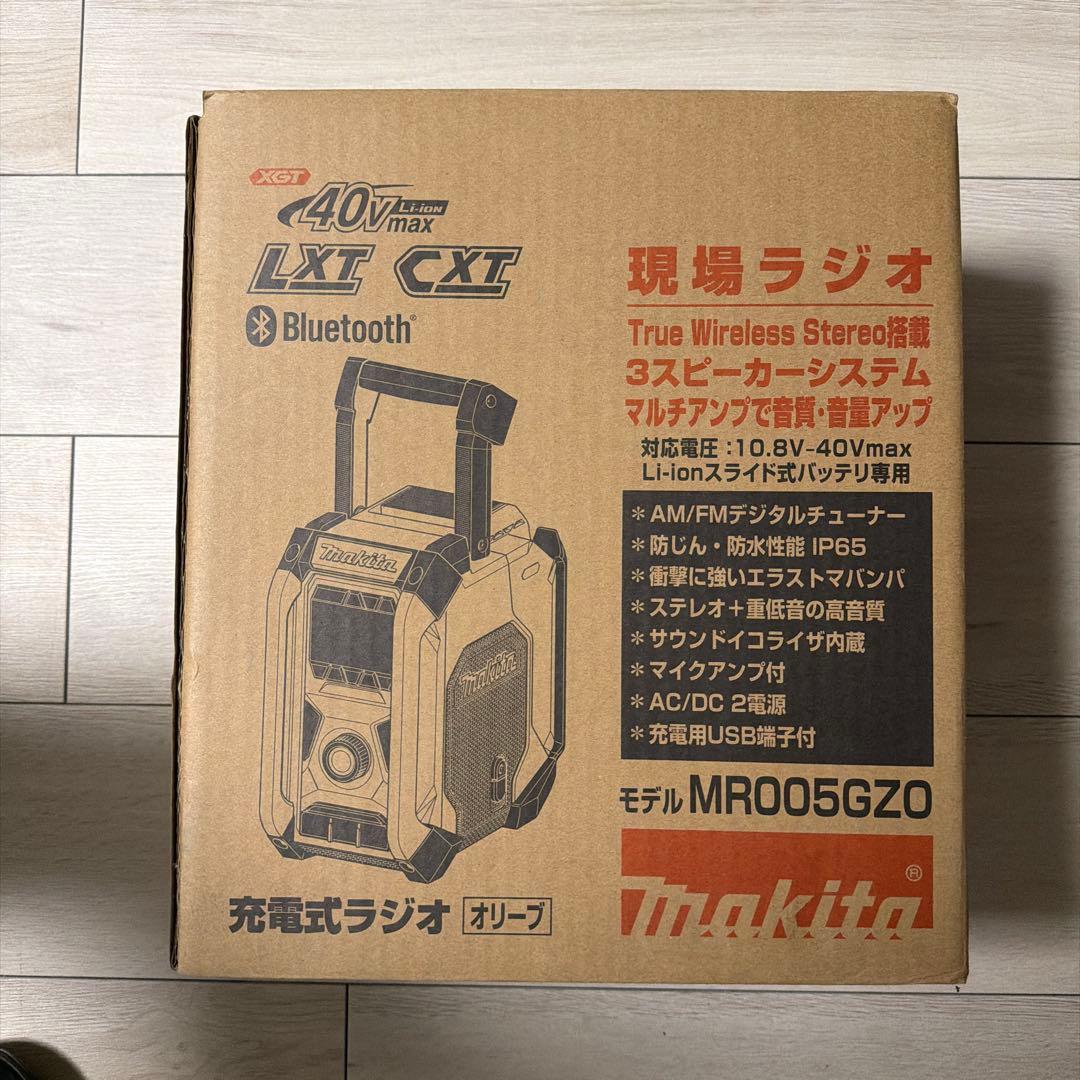 XGT
40Vmax Li-ion
LXT CXT
Bluetooth®
makita
makita
充電式ラジオ オリーブ
現場ラジオ
True Wireless Stereo搭載
3スピーカーシステム
マルチアンプで音質・音量アップ
対応電圧:10.8V-40Vmax
Li-ionスライド式バッテリ専用
*AM/FMデジタルチューナー
*防じん・防水性能 IP65
*衝撃に強いエラストマバンパ
*ステレオ+重低音の高音質
*サウンドイコライザ内蔵
*マイクアンプ付
*AC/DC 2電源
*充電用USB端子付
モデル MR005GZO
makita®